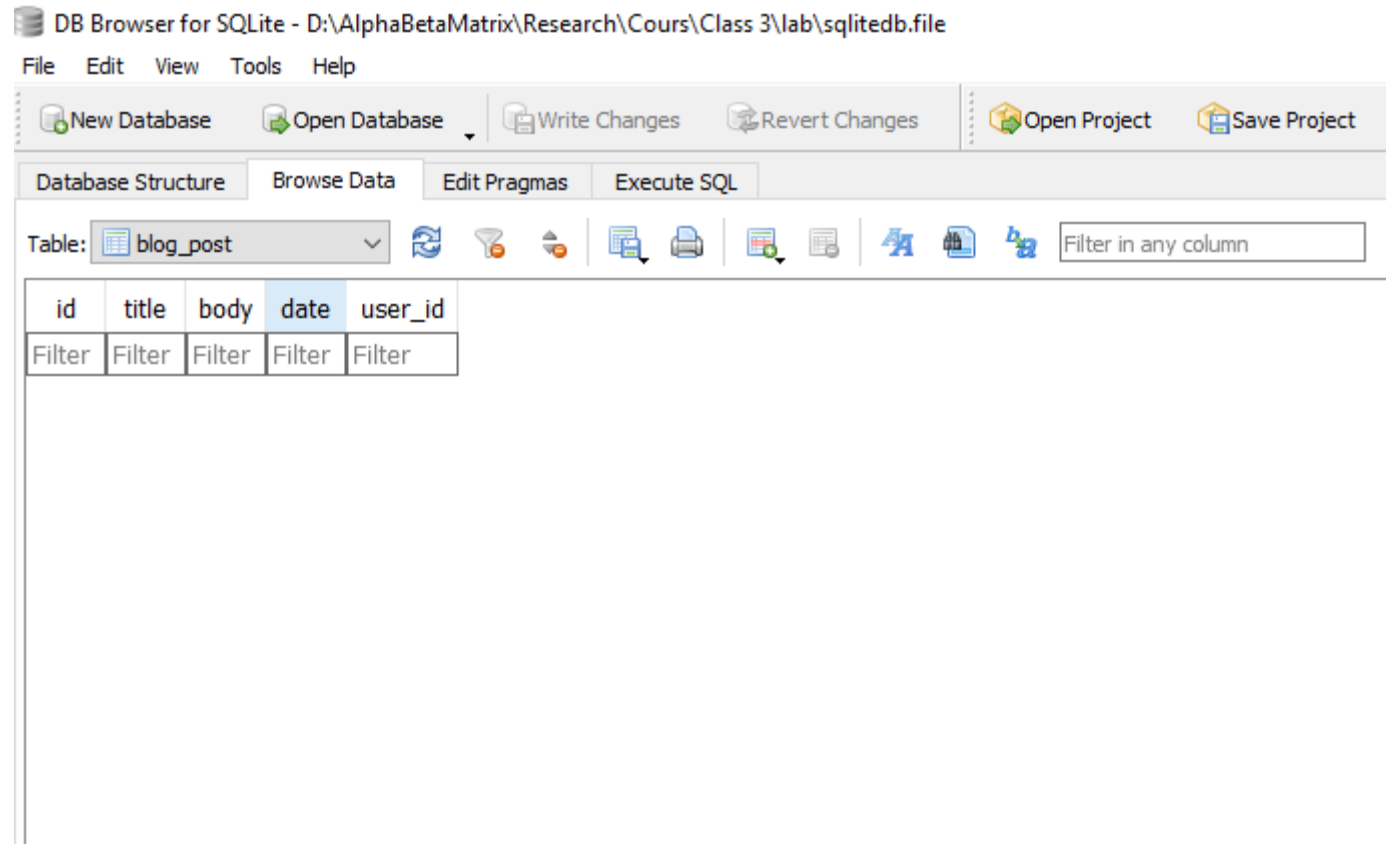 DB Browser for SQLite - D:\AlphaBetaMatrix\Research\Cours\Class 3\lab\sqlitedb.file
File Edit View Tools Help
New Database Open Database Write Changes Revert Changes Open Project Save Project
Database Structure Browse Data Edit Pragmas Execute SQL
Table: blog_post Filter in any column
id title body date user_id
Filter Filter Filter Filter Filter